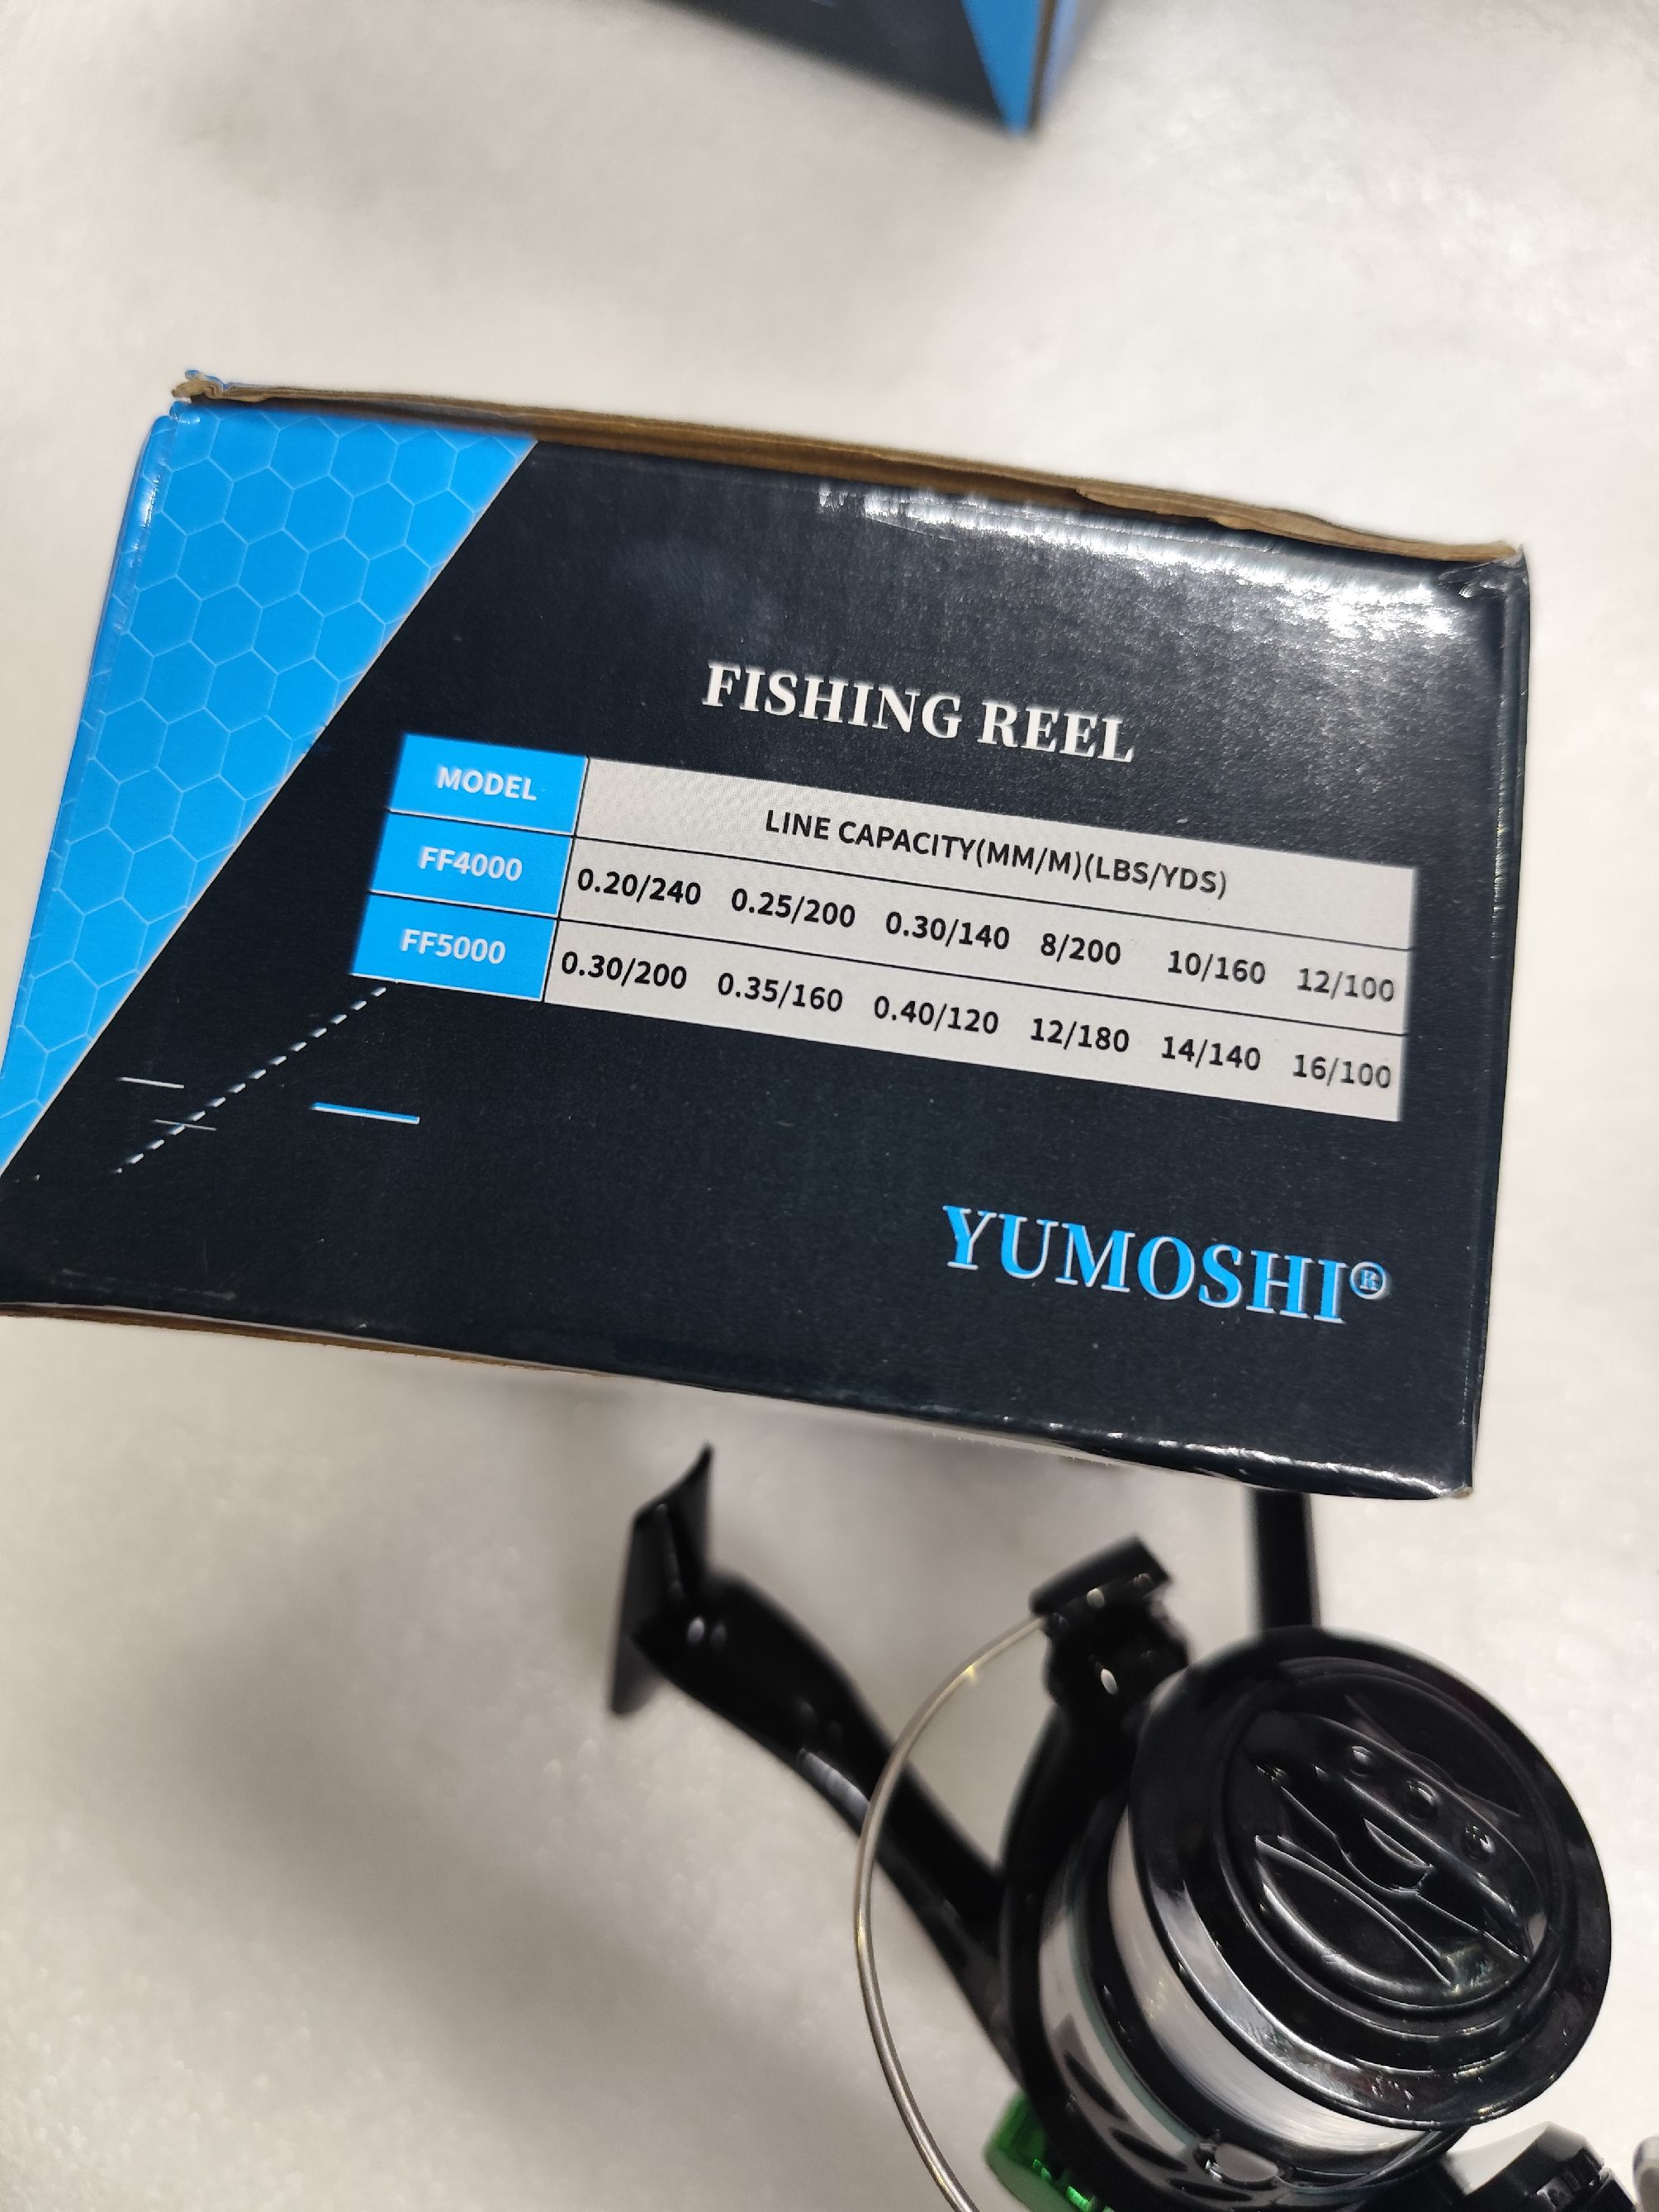 FISHING REEL
MODEL LINE CAPACITY(MM/M)(LBS/YDS)
FF4000 0.20/240 0.25/200 0.30/140 8/200 10/160 12/100
FF5000 0.30/200 0.35/160 0.40/120 12/180 14/140 16/100
YUMOSHI®